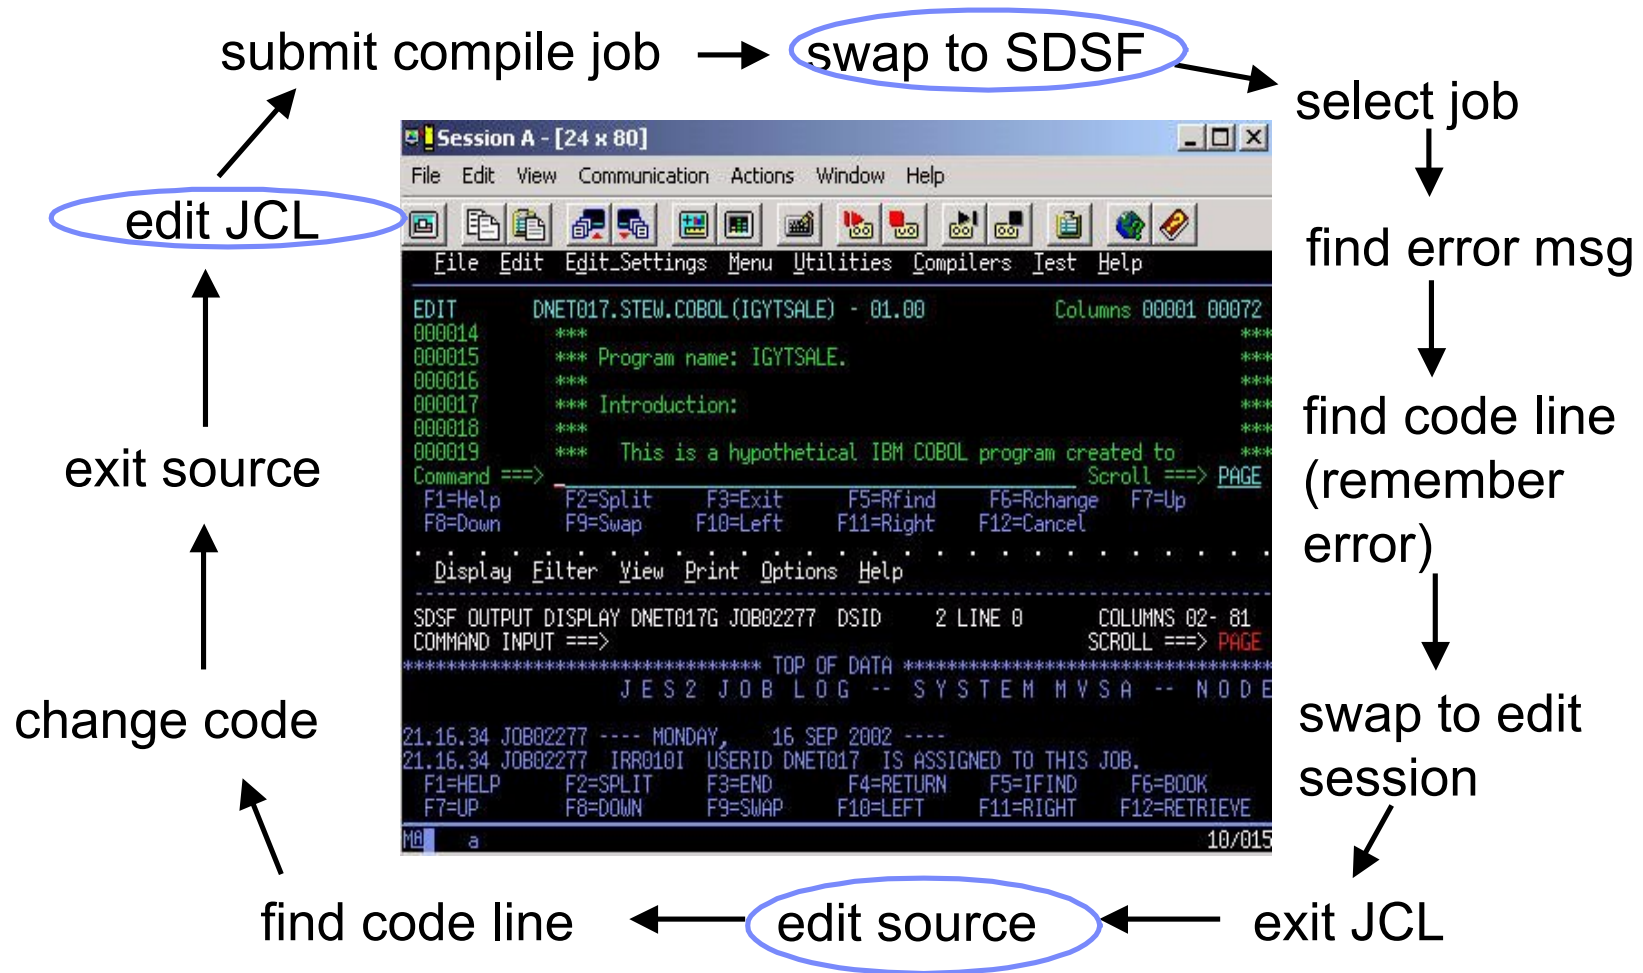 submit compile job
swap to SDSF
select job
find error msg
find code line
(remember
error)
swap to edit
session
exit JCL
edit source
find code line
change code
exit source
edit JCL
Session A - [24 x 80]
File Edit View Communication Actions Window Help
File Edit Edit_Settings Menu Utilities Compilers Test Help
EDIT DNET017.STEW.COBOL(IGYTSALE) - 01.00 Columns 00001 00072
000014 *** ***
000015 *** Program name: IGYTSALE. ***
000016 *** ***
000017 *** Introduction: ***
000018 *** ***
000019 *** This is a hypothetical IBM COBOL program created to ***
Command ===> Scroll ===> PAGE
F1=Help F2=Split F3=Exit F5=Rfind F6=Rchange F7=Up
F8=Down F9=Swap F10=Left F11=Right F12=Cancel
Display Filter View Print Options Help
SDSF OUTPUT DISPLAY DNET017G JOB02277 DSID 2 LINE 0 COLUMNS 02- 81
COMMAND INPUT ===> SCROLL ===> PAGE
********************************* TOP OF DATA **********************************
J E S 2 J O B L O G -- S Y S T E M M V S A -- N O D E
21.16.34 JOB02277 ---- MONDAY, 16 SEP 2002 ----
21.16.34 JOB02277 IRR010I USERID DNET017 IS ASSIGNED TO THIS JOB.
F1=HELP F2=SPLIT F3=END F4=RETURN F5=IFIND F6=BOOK
F7=UP F8=DOWN F9=SWAP F10=LEFT F11=RIGHT F12=RETRIEVE
MA a 10/015